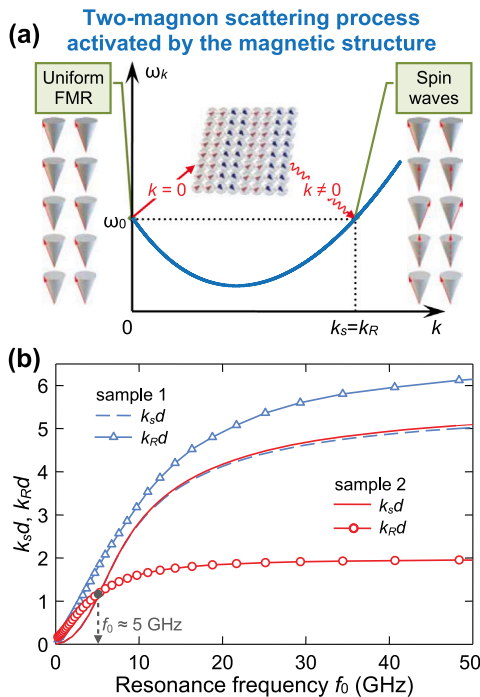 Two-magnon scattering process
activated by the magnetic structure
(a)
Uniform
FMR
ωk
Spin
waves
k = 0
k ≠ 0
ω0
0
ks=kR
k
(b)
6
5
4
3
2
1
0
ksd, kRd
sample 1
ksd
kRd
sample 2
ksd
kRd
f0 ≈ 5 GHz
0 10 20 30 40 50
Resonance frequency f0 (GHz)